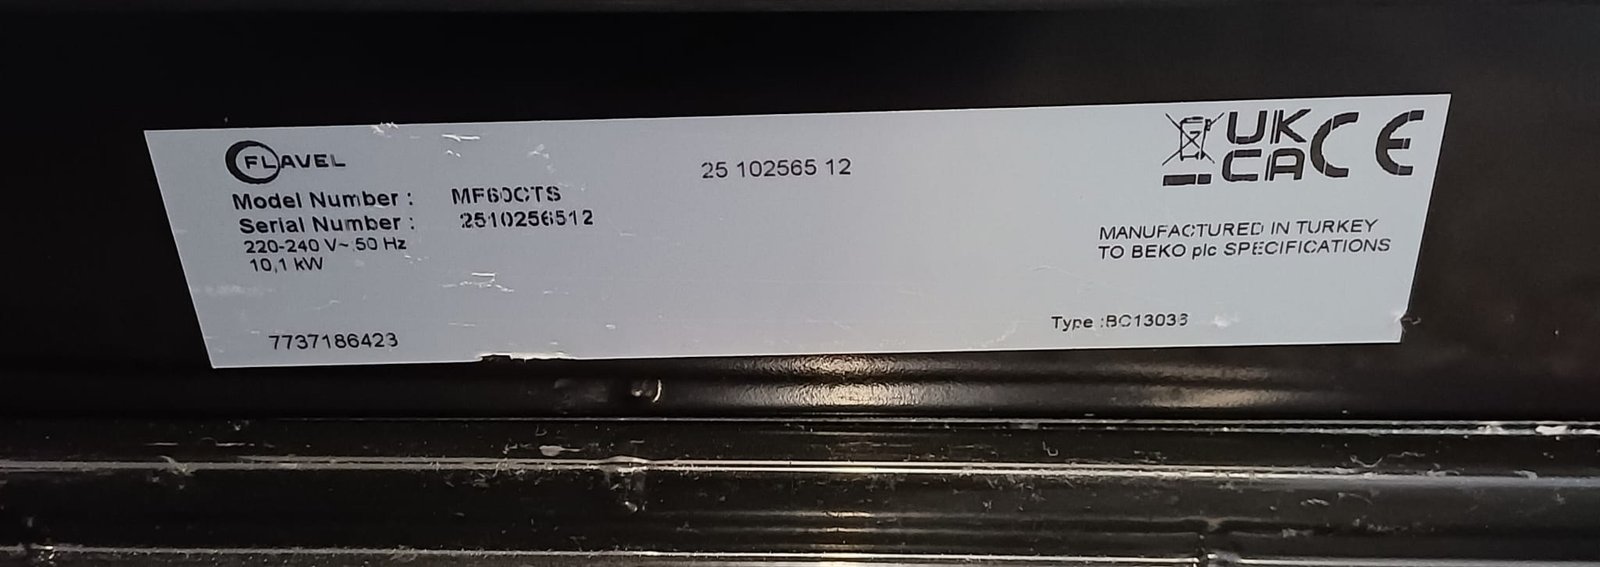 FLAVEL
25 102565 12
Model Number : MF60CTS
Serial Number : 2510256512
220-240 V~ 50 Hz
10,1 kW
7737186423
UK
CA CE
MANUFACTURED IN TURKEY
TO BEKO plc SPECIFICATIONS
Type :BC13036